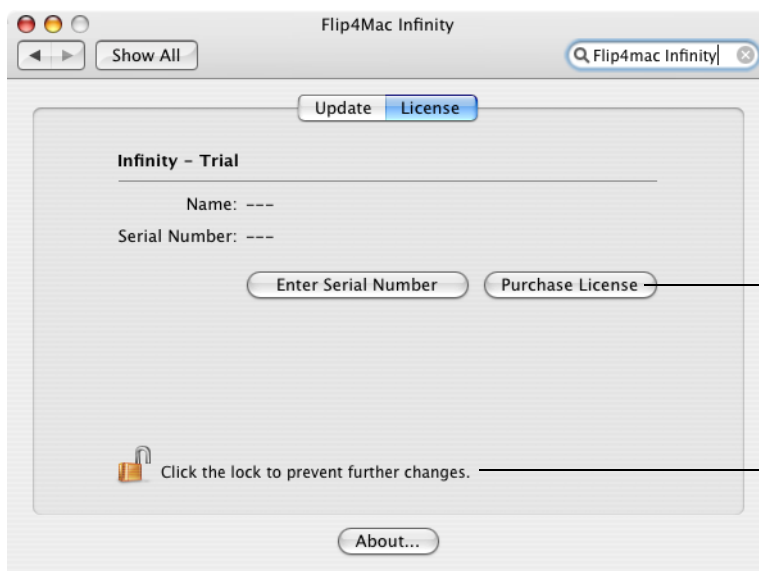 Flip4Mac Infinity
Show All
Flip4mac Infinity
Update License
Infinity – Trial
Name: ---
Serial Number: ---
Enter Serial Number Purchase License
Click the lock to prevent further changes.
About...